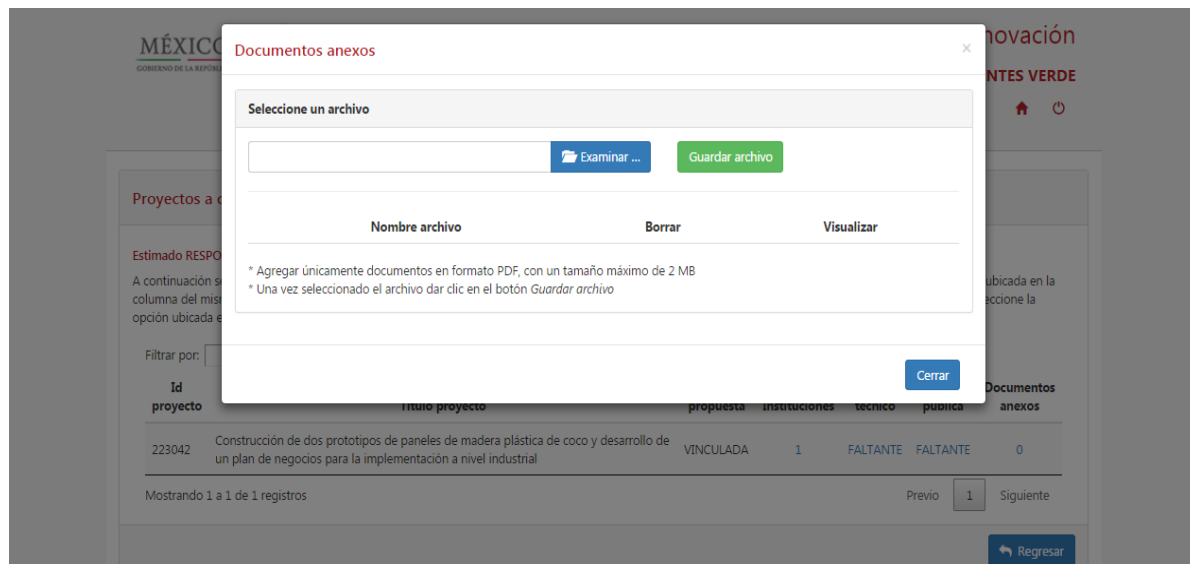 MÉXICO
GOBIERNO DE LA REPÚBL
novación
NTES VERDE
Documentos anexos
×
Seleccione un archivo
Examinar ...
Guardar archivo
Nombre archivo Borrar Visualizar
* Agregar únicamente documentos en formato PDF, con un tamaño máximo de 2 MB
* Una vez seleccionado el archivo dar clic en el botón Guardar archivo
Cerrar
Proyectos a
Estimado RESPO
A continuación s ubicada en la
columna del mis eccione la
opción ubicada e
Filtrar por:
Id proyecto Título proyecto propuesta Instituciones técnico pública Documentos anexos
223042 Construcción de dos prototipos de paneles de madera plástica de coco y desarrollo de VINCULADA 1 FALTANTE FALTANTE 0
un plan de negocios para la implementación a nivel industrial
Mostrando 1 a 1 de 1 registros Previo 1 Siguiente
Regresar